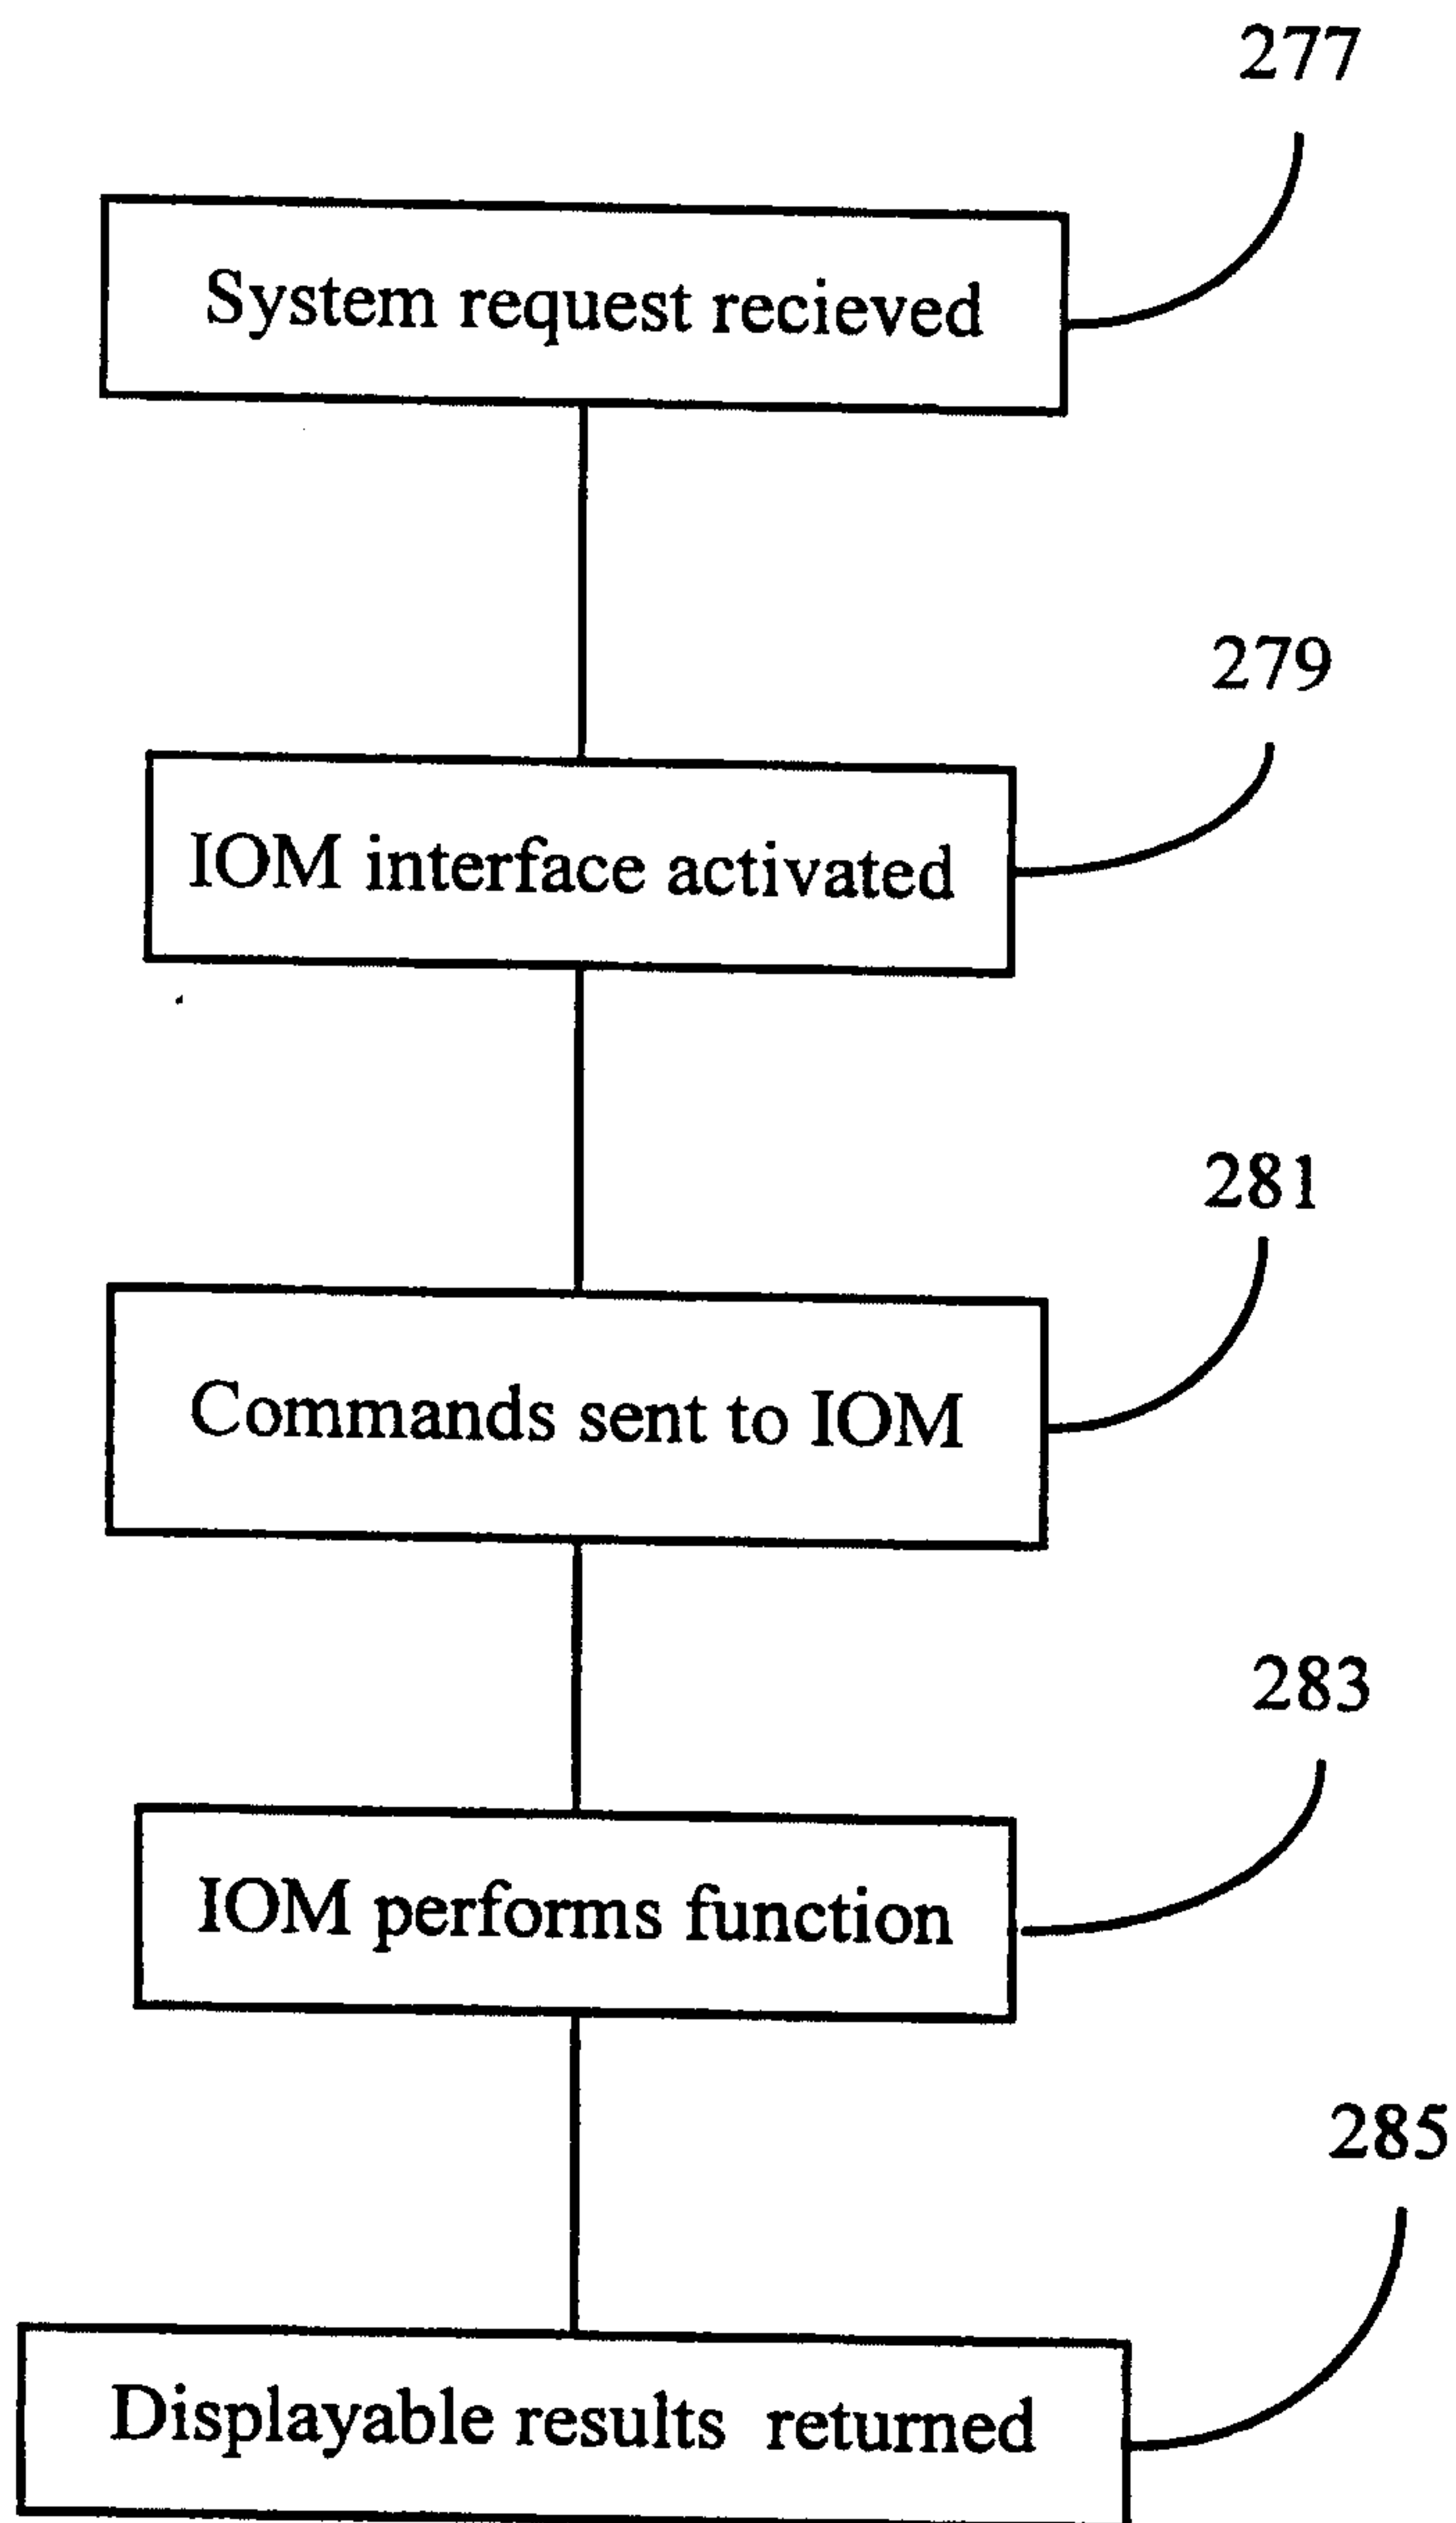 277
System request recieved
279
IOM interface activated
281
Commands sent to IOM
283
IOM performs function
285
Displayable results returned